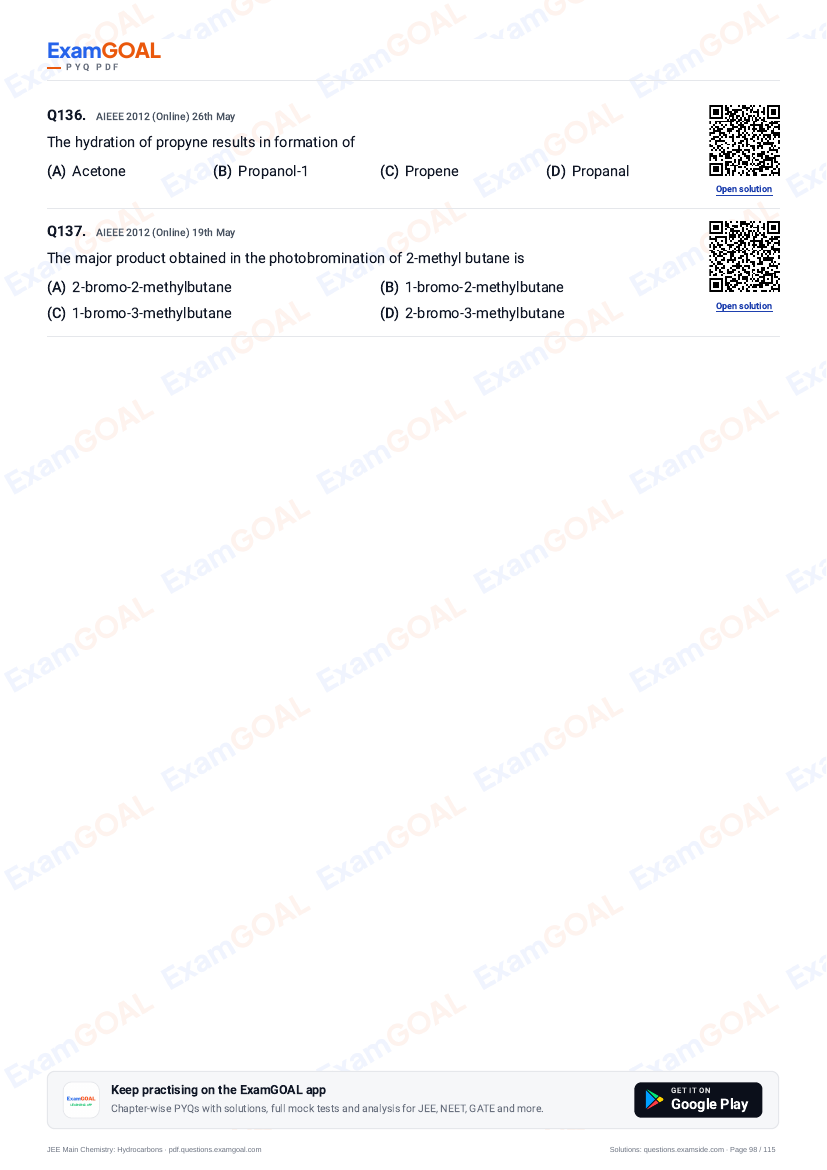 ExamGOAL
PYQ PDF
Q136. AIEEE 2012 (Online) 26th May
The hydration of propyne results in formation of
(A) Acetone (B) Propanol-1 (C) Propene (D) Propanal
Open solution
Q137. AIEEE 2012 (Online) 19th May
The major product obtained in the photobromination of 2-methyl butane is
(A) 2-bromo-2-methylbutane (B) 1-bromo-2-methylbutane
(C) 1-bromo-3-methylbutane (D) 2-bromo-3-methylbutane
Open solution
ExamGOAL
Keep practising on the ExamGOAL app
Chapter-wise PYQs with solutions, full mock tests and analysis for JEE, NEET, GATE and more.
GET IT ON
Google Play
JEE Main Chemistry: Hydrocarbons · pdf.questions.examgoal.com Solutions: questions.examside.com · Page 98 / 115